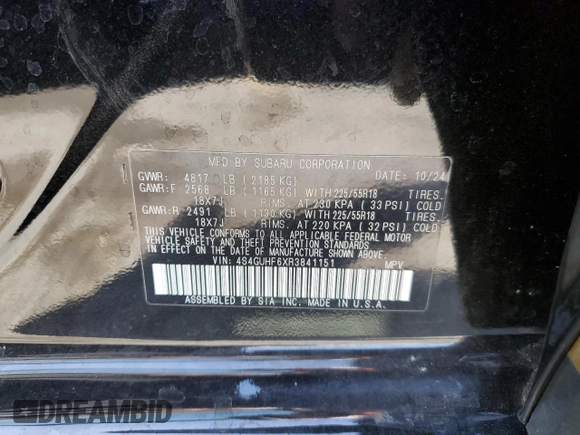 MFD BY SUBARU CORPORATION
GVWR: 4817 LB (2185 KG) DATE: 10/24
GAWR:F 2568 LB (1165 KG) WITH 225/55R18 TIRES,
18X7J RIMS, AT 230 KPA (33 PSI) COLD
GAWR:R 2491 LB (1130 KG) WITH 225/55R18 TIRES,
18X7J RIMS, AT 220 KPA (32 PSI) COLD
THIS VEHICLE CONFORMS TO ALL APPLICABLE FEDERAL MOTOR
VEHICLE SAFETY STANDARDS IN EFFECT ON THE
DATE OF MANUFACTURE SHOWN ABOVE.
VIN: 4S4GUHF6XR3841151 MPV
ASSEMBLED BY SIA INC. MADE IN U.S.A.
DREAMBID